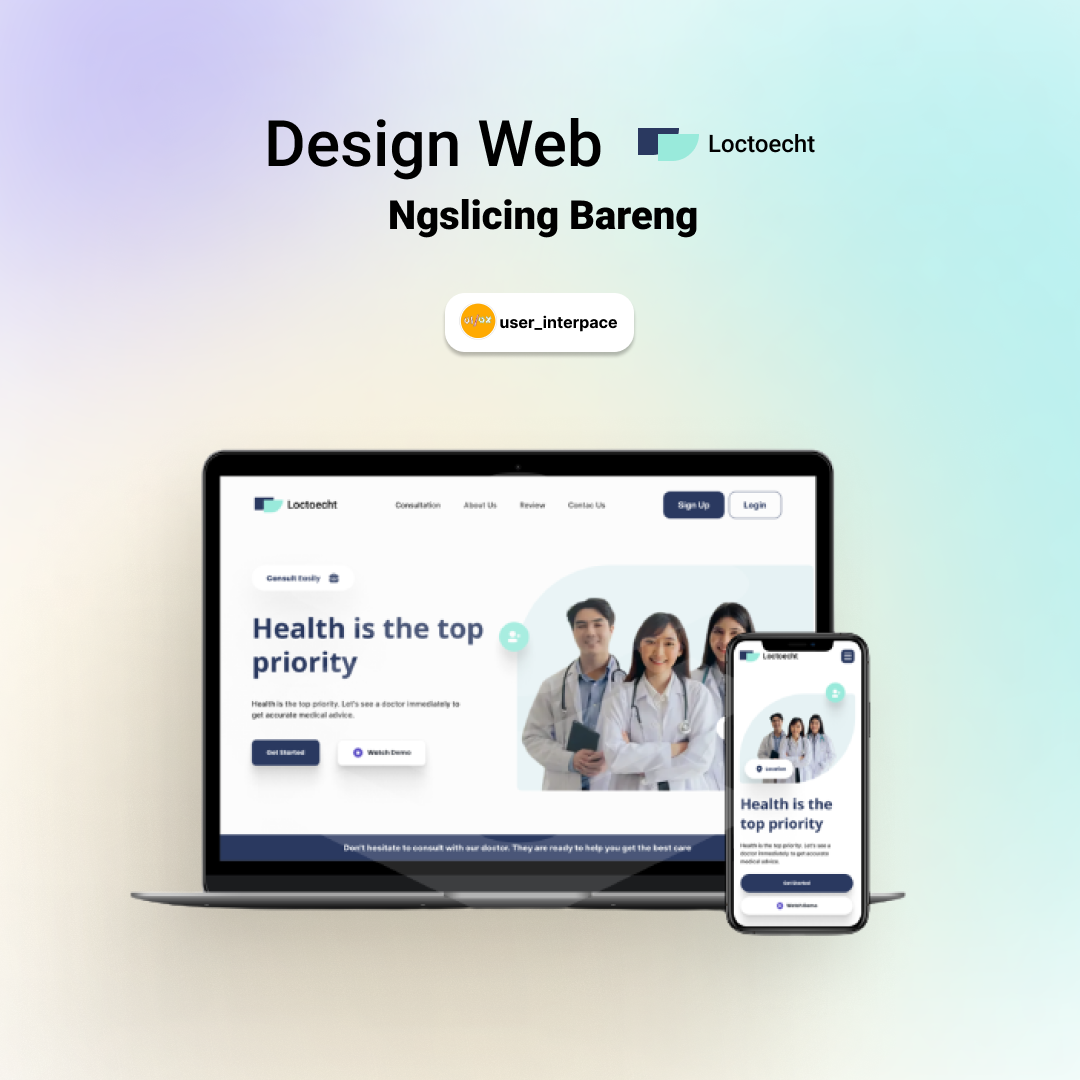 Design Web
Loctoecht
Ngslicing Bareng
user_interpace
Loctoecht
Consultation
About Us
Review
Contac Us
Sign Up
Login
Consult Easily
Health is the top
priority
Health is the top priority. Let's see a doctor immediately to
get accurate medical advice.
Get Started
Watch Demo
Don't hesitate to consult with our doctor. They are ready to help you get the best care
Loctoecht
Health is the
top priority
Health is the top priority. Let's see a
doctor immediately to get accurate
medical advice.
Get Started
Watch Demo